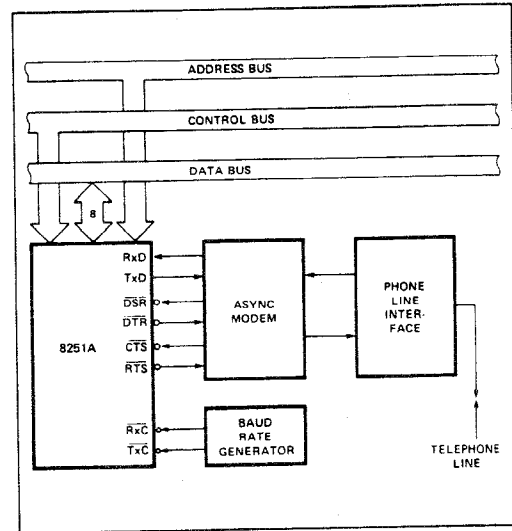 ADDRESS BUS
CONTROL BUS
DATA BUS
8
8251A
RxD
TxD
DSR
DTR
CTS
RTS
RxC
TxC
ASYNC
MODEM
BAUD
RATE
GENERATOR
PHONE
LINE
INTER-
FACE
TELEPHONE
LINE